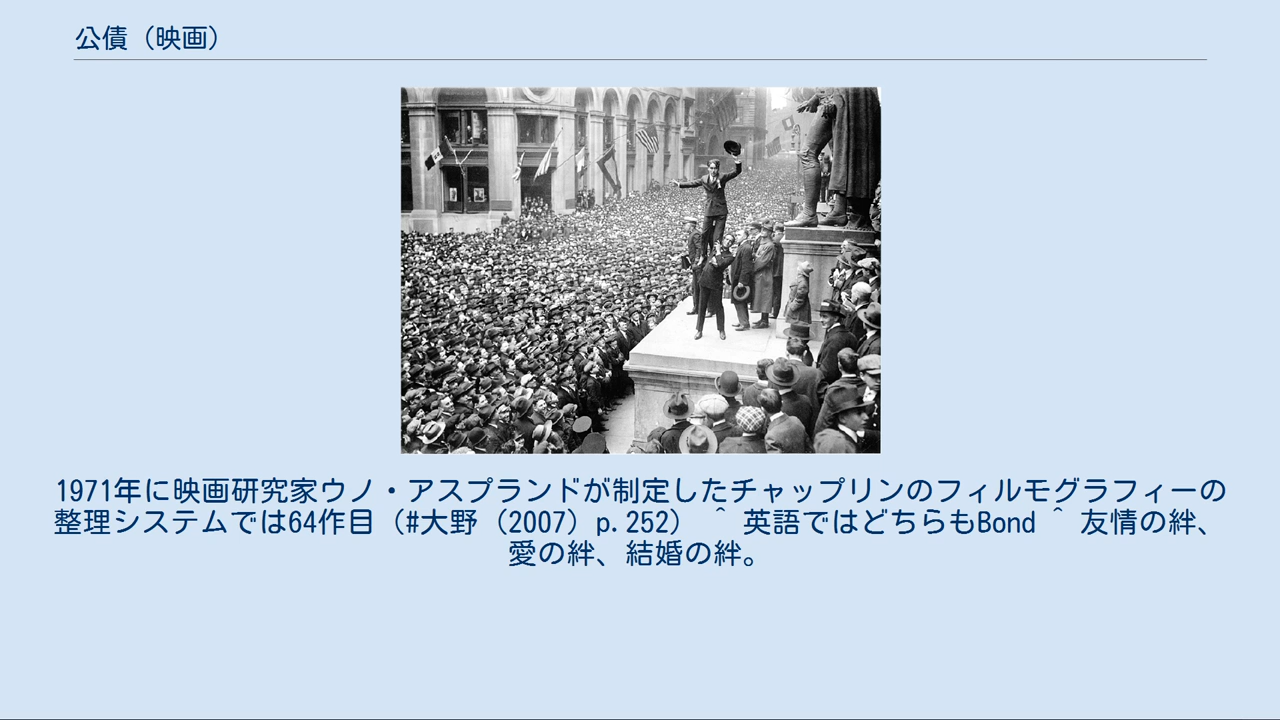 公債（映画）
1971年に映画研究家ウノ・アスプランドが制定したチャップリンのフィルモグラフィーの
整理システムでは64作目（#大野（2007）p.252） ^ 英語ではどちらもBond ^ 友情の絆、
愛の絆、結婚の絆。